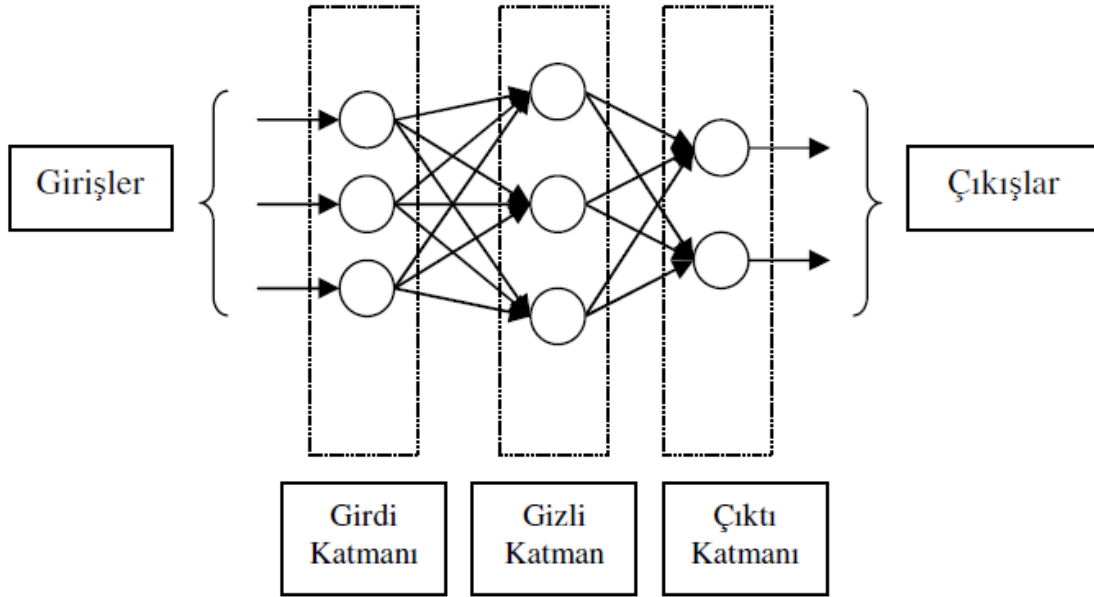 Girişler
Çıkışlar
Girdi
Katmanı
Gizli
Katman
Çıktı
Katmanı